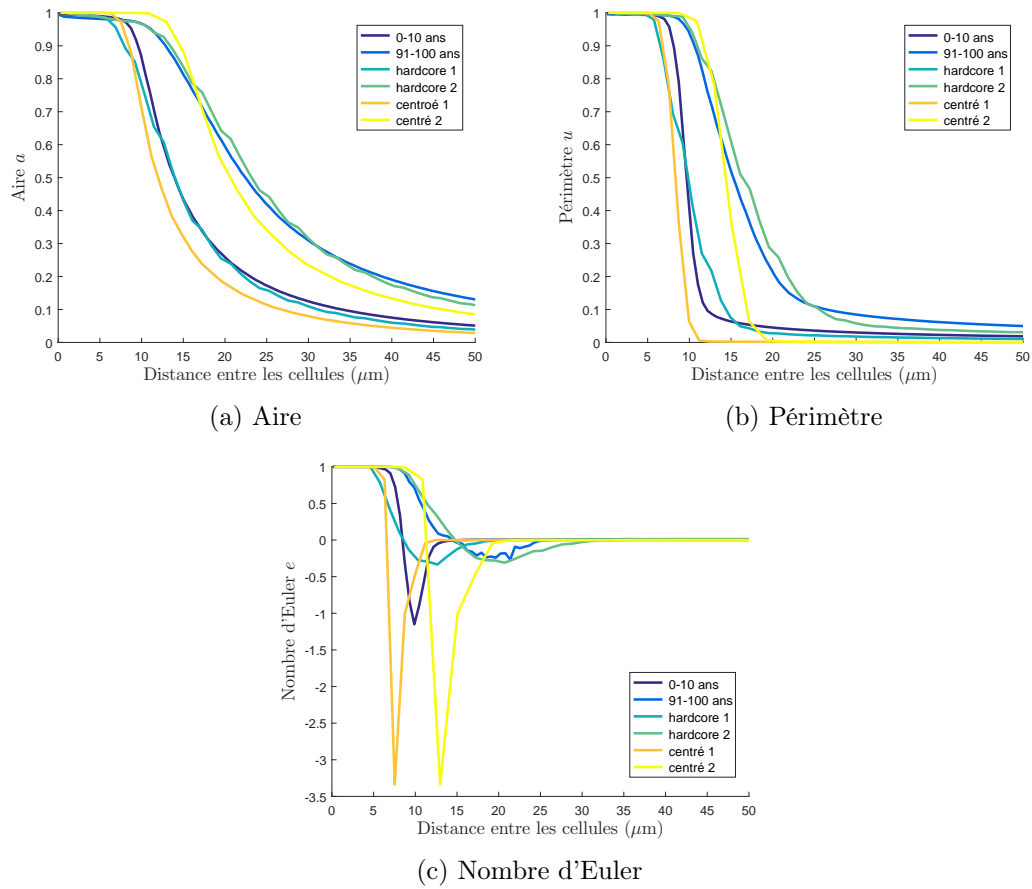 1
0.9
0.8
0.7
0.6
0.5
0.4
0.3
0.2
0.1
0
Aire a
0 5 10 15 20 25 30 35 40 45 50
Distance entre les cellules (μm)
0-10 ans
91-100 ans
hardcore 1
hardcore 2
centroé 1
centré 2
(a) Aire
1
0.9
0.8
0.7
0.6
0.5
0.4
0.3
0.2
0.1
0
Périmètre u
0 5 10 15 20 25 30 35 40 45 50
Distance entre les cellules (μm)
0-10 ans
91-100 ans
hardcore 1
hardcore 2
centroé 1
centré 2
(b) Périmètre
1
0.5
0
-0.5
-1
-1.5
-2
-2.5
-3
-3.5
Nombre d'Euler e
0 5 10 15 20 25 30 35 40 45 50
Distance entre les cellules (μm)
0-10 ans
91-100 ans
hardcore 1
hardcore 2
centré 1
centré 2
(c) Nombre d'Euler